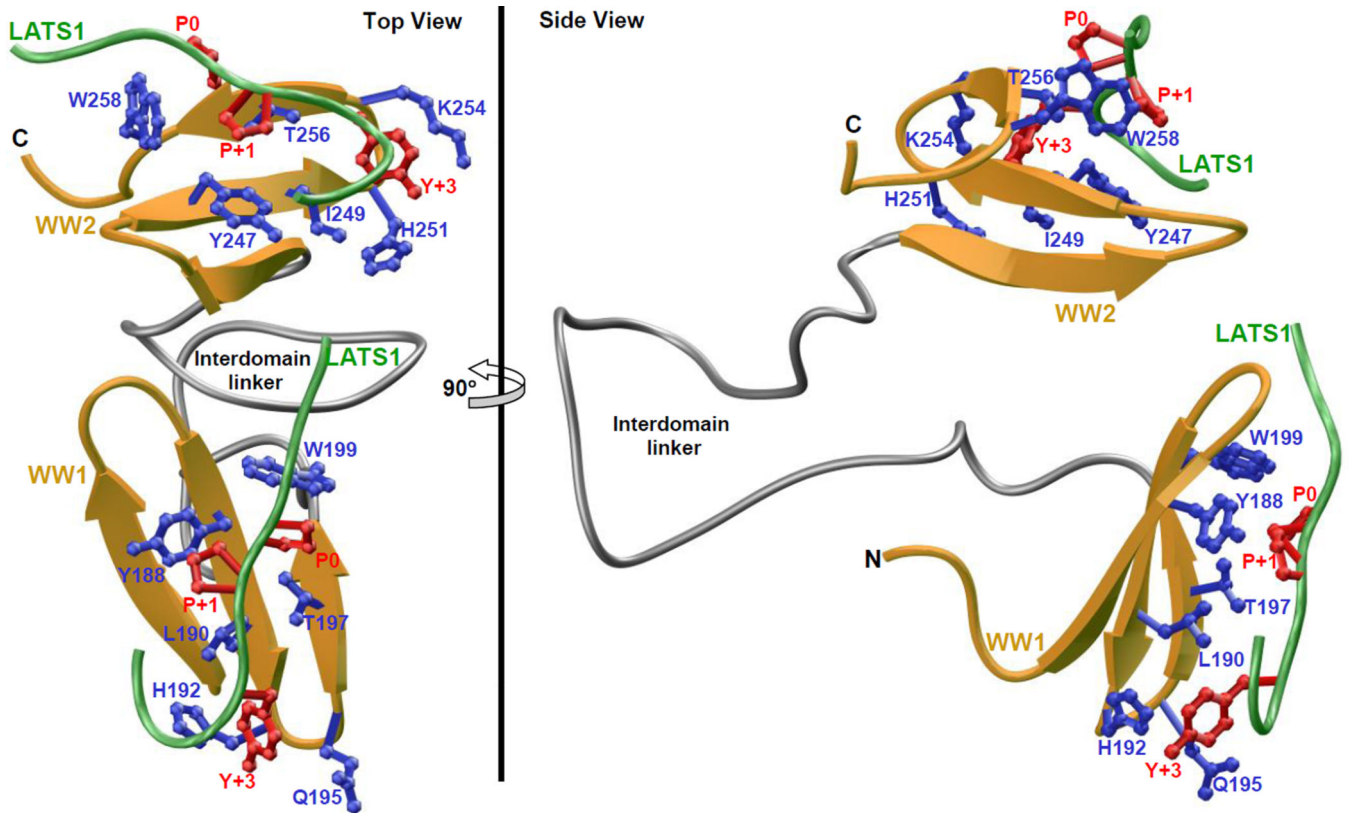 LATS1
P0
Top View
W258
K254
T256
P+1
C
Y+3
WW2
I249
H251
Y247
Interdomain
linker
LATS1
90°
WW1
W199
P0
Y188
P+1
T197
L190
H192
Y+3
Q195
Side View
P0
T256
P+1
C
K254
W258
Y+3
LATS1
H251
I249
Y247
WW2
LATS1
Interdomain
linker
W199
Y188
P0
N
P+1
T197
WW1
L190
H192
Y+3
Q195